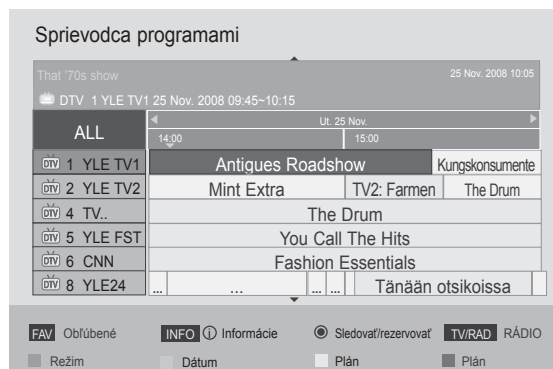 Sprievodca programami
That '70s show 25 Nov. 2008 10:05
DTV 1 YLE TV1 25 Nov. 2008 09:45~10:15
ALL
Ut. 25 Nov.
14:00 15:00
DTV 1 YLE TV1 Antigues Roadshow Kungskonsumente
DTV 2 YLE TV2 Mint Extra TV2: Farmen The Drum
DTV 4 TV.. The Drum
DTV 5 YLE FST You Call The Hits
DTV 6 CNN Fashion Essentials
DTV 8 YLE24 ... ... ... ... Tänään otsikoissa
FAV Obľúbené INFO Informácie Sledovať/rezervovať TV/RAD RÁDIO
Režim Dátum Plán Plán